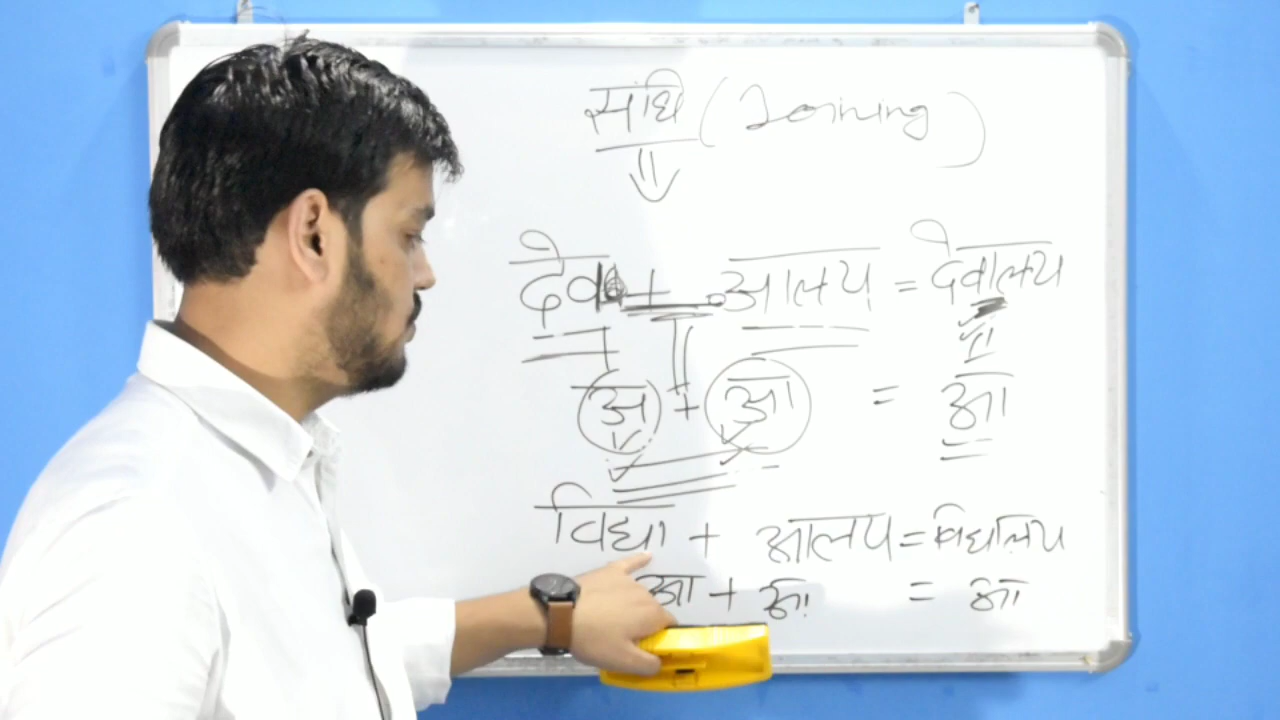 संधि (Joining)
देव + आलय = देवालय
अ + आ = आ
विद्या + आलय = विद्यालय
आ + आ = आ